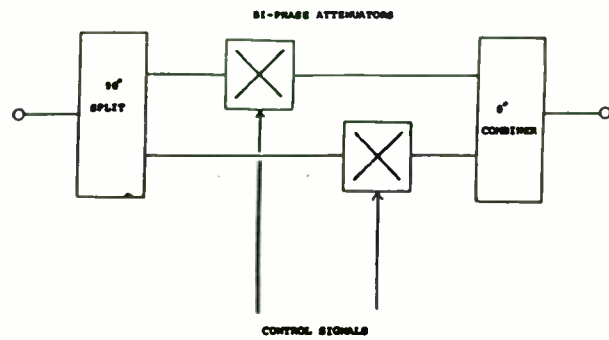 BI-PHASE ATTENUATORS
90°
SPLIT
0°
COMBINER
CONTROL SIGNALS